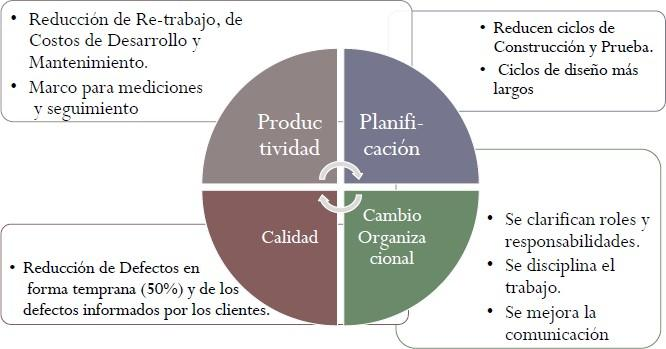 • Reducción de Re-trabajo, de
Costos de Desarrollo y
Mantenimiento.
• Marco para mediciones
y seguimiento
• Reducen ciclos de
Construcción y Prueba.
• Ciclos de diseño más
largos
Produc
tividad
Planifi-
cación
Calidad
Cambio
Organiza
cional
• Reducción de Defectos en
forma temprana (50%) y de los
defectos informados por los clientes.
• Se clarifican roles y
responsabilidades.
• Se disciplina el
trabajo.
• Se mejora la
comunicación